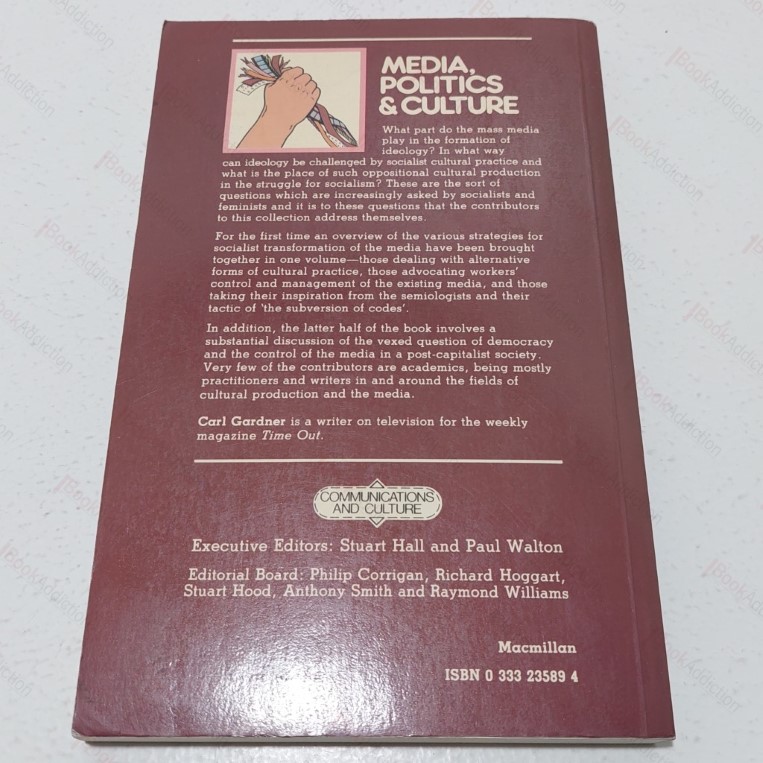 MEDIA,
POLITICS
& CULTURE
What part do the mass media
play in the formation of
ideology? In what way
can ideology be challenged by socialist cultural practice and
what is the place of such oppositional cultural production
in the struggle for socialism? These are the sort of
questions which are increasingly asked by socialists and
feminists and it is to these questions that the contributors
to this collection address themselves.
For the first time an overview of the various strategies for
socialist transformation of the media have been brought
together in one volume—those dealing with alternative
forms of cultural practice, those advocating workers'
control and management of the existing media, and those
taking their inspiration from the semiologists and their
tactic of 'the subversion of codes'.
In addition, the latter half of the book involves a
substantial discussion of the vexed question of democracy
and the control of the media in a post-capitalist society.
Very few of the contributors are academics, being mostly
practitioners and writers in and around the fields of
cultural production and the media.
Carl Gardner is a writer on television for the weekly
magazine Time Out.
COMMUNICATIONS
AND CULTURE
Executive Editors: Stuart Hall and Paul Walton
Editorial Board: Philip Corrigan, Richard Hoggart,
Stuart Hood, Anthony Smith and Raymond Williams
Macmillan
ISBN 0 333 23589 4